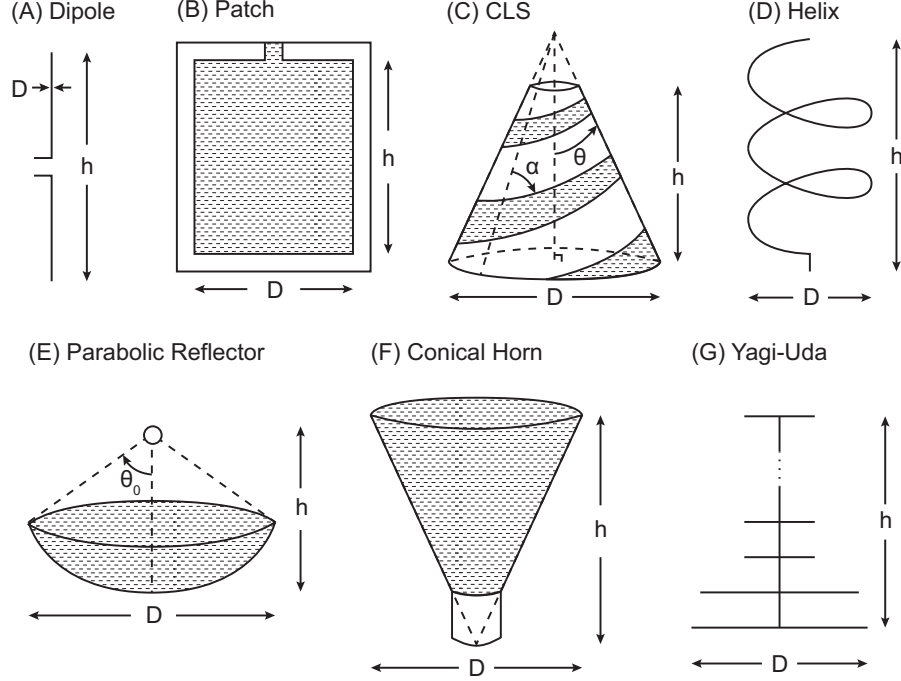 (A) Dipole
(B) Patch
(C) CLS
(D) Helix
D
h
h
D
α
θ
h
D
h
D
(E) Parabolic Reflector
(F) Conical Horn
(G) Yagi-Uda
θ0
h
D
h
D
h
D